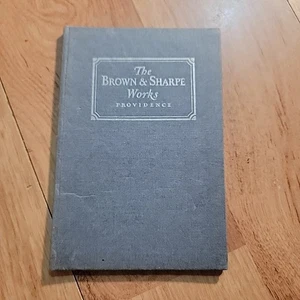 The
BROWN & SHARPE
Works
PROVIDENCE